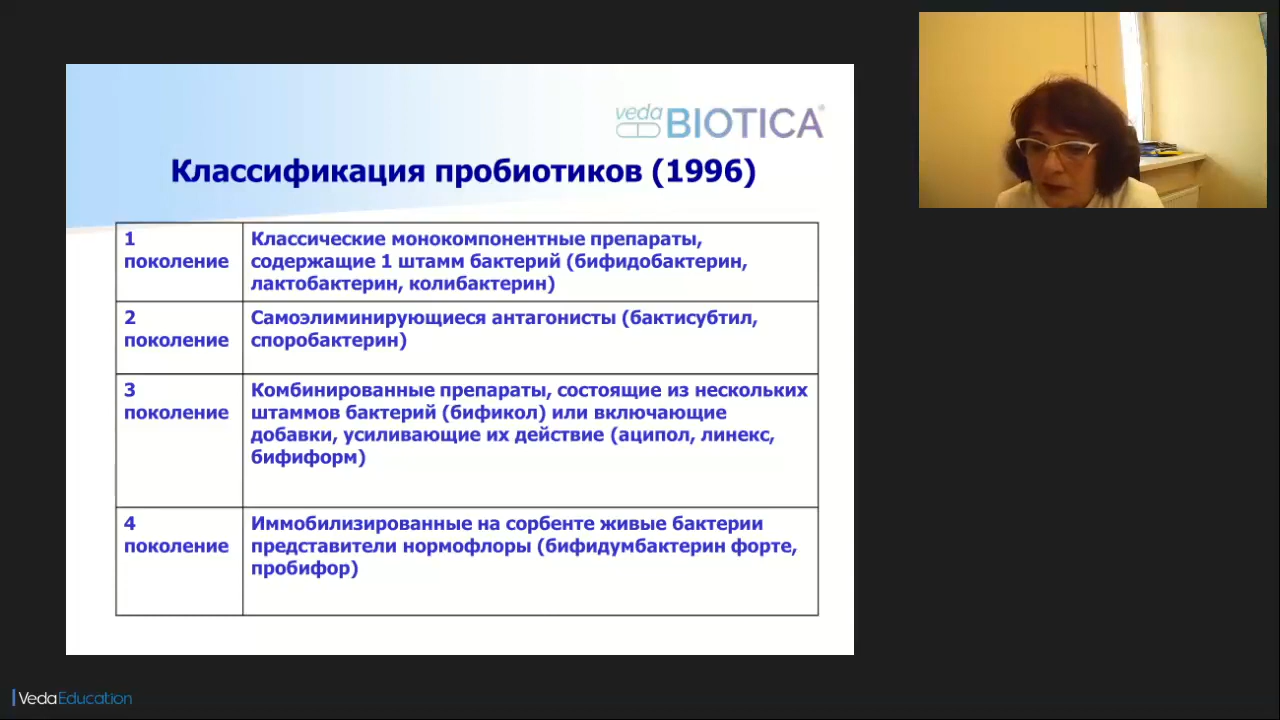 veda BIOTICA®
Классификация пробиотиков (1996)
1
поколение
Классические монокомпонентные препараты,
содержащие 1 штамм бактерий (бифидобактерин,
лактобактерин, колибактерин)
2
поколение
Самоэлиминирующиеся антагонисты (бактисубтил,
споробактерин)
3
поколение
Комбинированные препараты, состоящие из нескольких
штаммов бактерий (бификол) или включающие
добавки, усиливающие их действие (аципол, линекс,
бифиформ)
4
поколение
Иммобилизированные на сорбенте живые бактерии
представители нормофлоры (бифидумбактерин форте,
пробифор)
VedaEducation